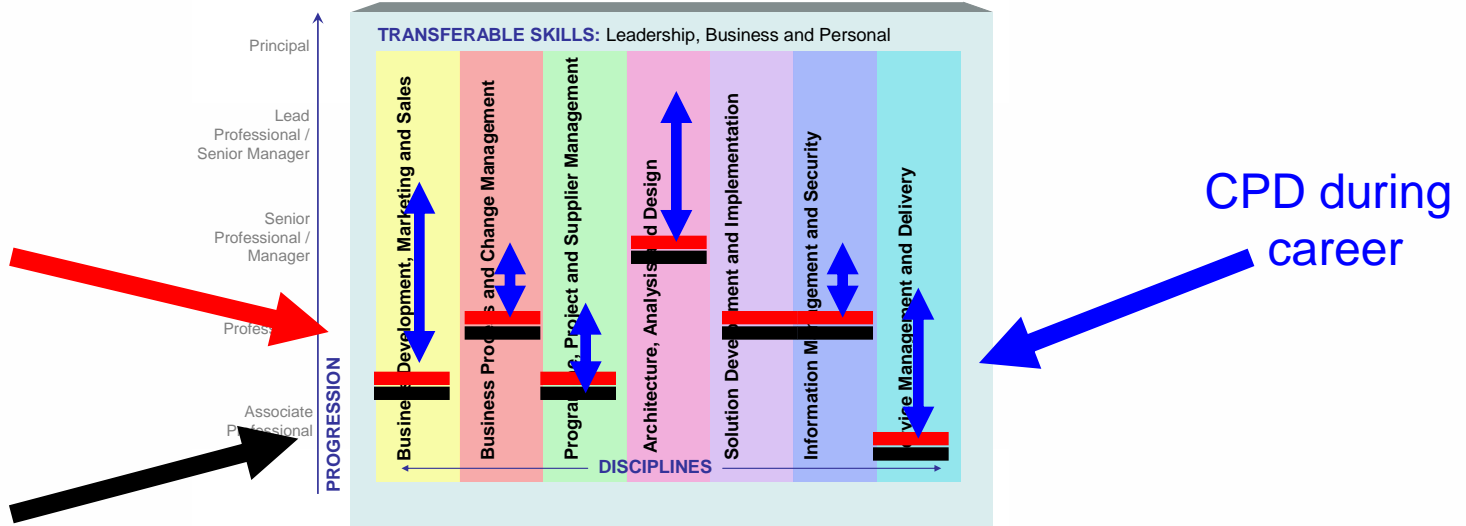 TRANSFERABLE SKILLS: Leadership, Business and Personal
Principal
Lead
Professional /
Senior Manager
Senior
Professional /
Manager
Associate
Professional
PROGRESSION
Business Development, Marketing and Sales
Business Process and Change Management
Programme, Project and Supplier Management
Architecture, Analysis and Design
Solution Development and Implementation
Information Management and Security
Management and Delivery
DISCIPLINES
CPD during
career